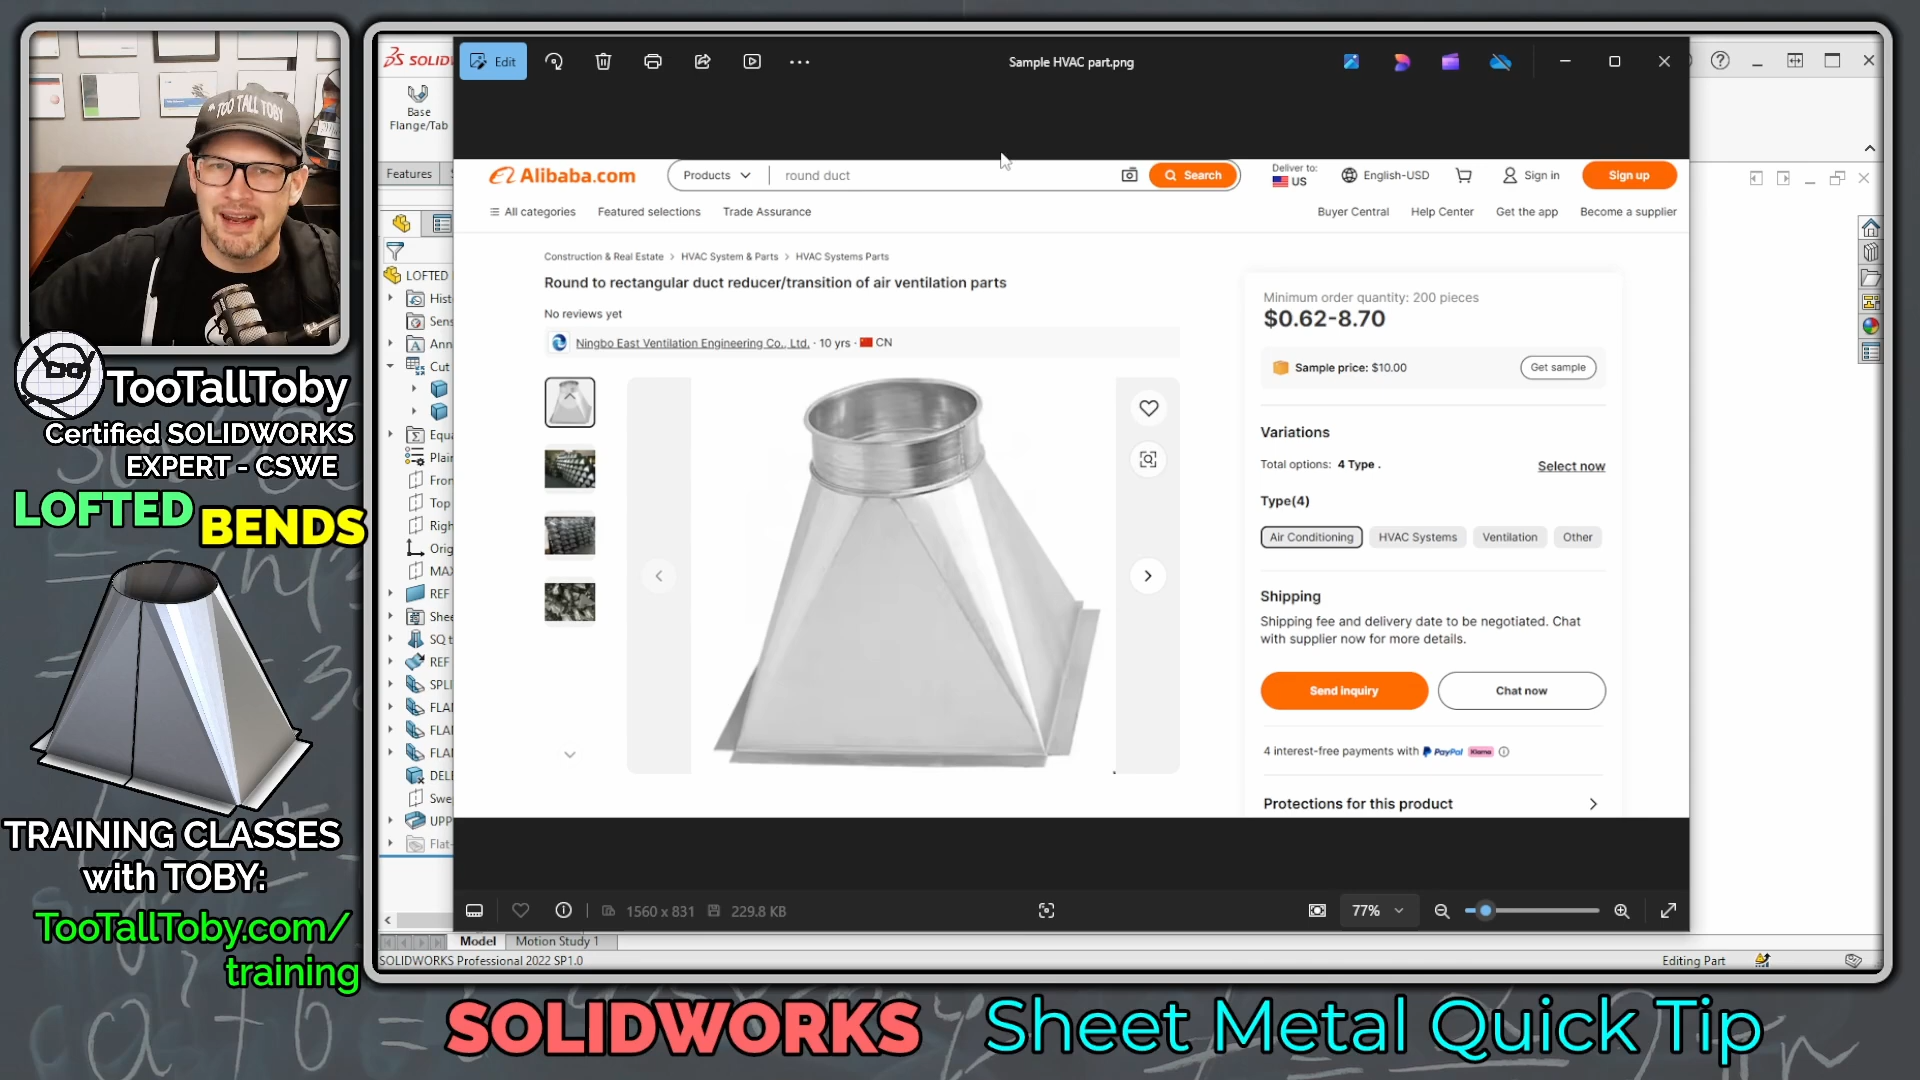 TOO TALL TOBY
TooTallToby
Certified SOLIDWORKS
EXPERT - CSWE
LOFTED BENDS
TRAINING CLASSES
with TOBY:
TooTallToby.com/
training
SOLIDWORKS Sheet Metal Quick Tip
Edit
Sample HVAC part.png
Base
Flange/Tab
Features
LOFTED
Cut
REF
SPLI
REF
SQ t
UPP
Flat-
Alibaba.com
Products
round duct
Search
Deliver to:
US
English-USD
Sign in
Sign up
All categories
Featured selections
Trade Assurance
Buyer Central
Help Center
Get the app
Become a supplier
Construction & Real Estate > HVAC System & Parts > HVAC Systems Parts
Round to rectangular duct reducer/transition of air ventilation parts
No reviews yet
Ningbo East Ventilation Engineering Co., Ltd. · 10 yrs · CN
Minimum order quantity: 200 pieces
$0.62-8.70
Sample price: $10.00
Get sample
Variations
Total options: 4 Type .
Select now
Type(4)
Air Conditioning
HVAC Systems
Ventilation
Other
Shipping
Shipping fee and delivery date to be negotiated. Chat
with supplier now for more details.
Send inquiry
Chat now
4 interest-free payments with PayPal Klarna
Protections for this product
1560 x 831
229.8 KB
77%
Model
Motion Study 1
SOLIDWORKS Professional 2022 SP1.0
Editing Part